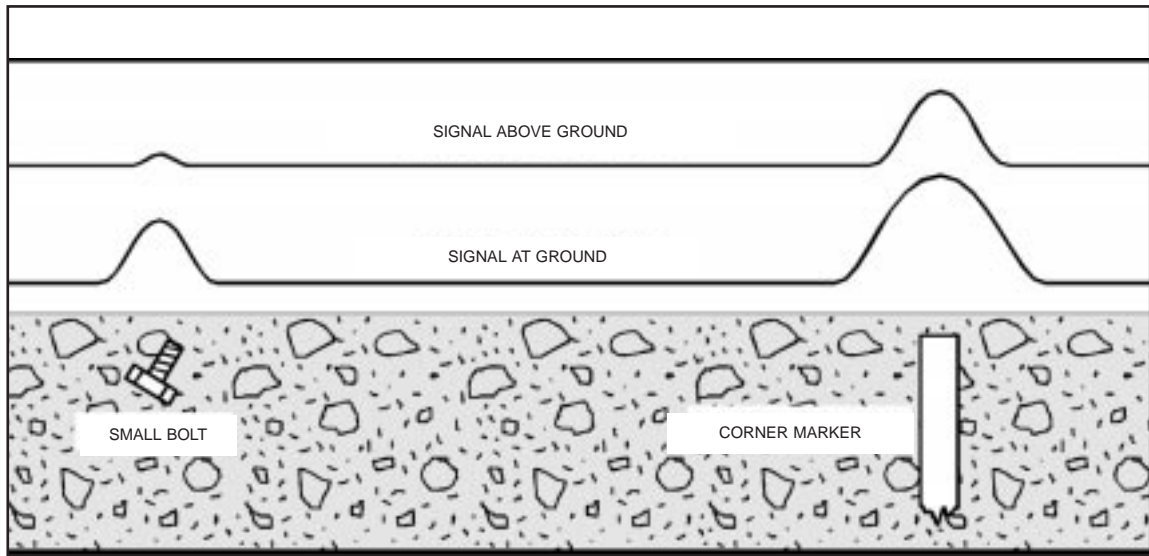 SIGNAL ABOVE GROUND
SIGNAL AT GROUND
SMALL BOLT
CORNER MARKER